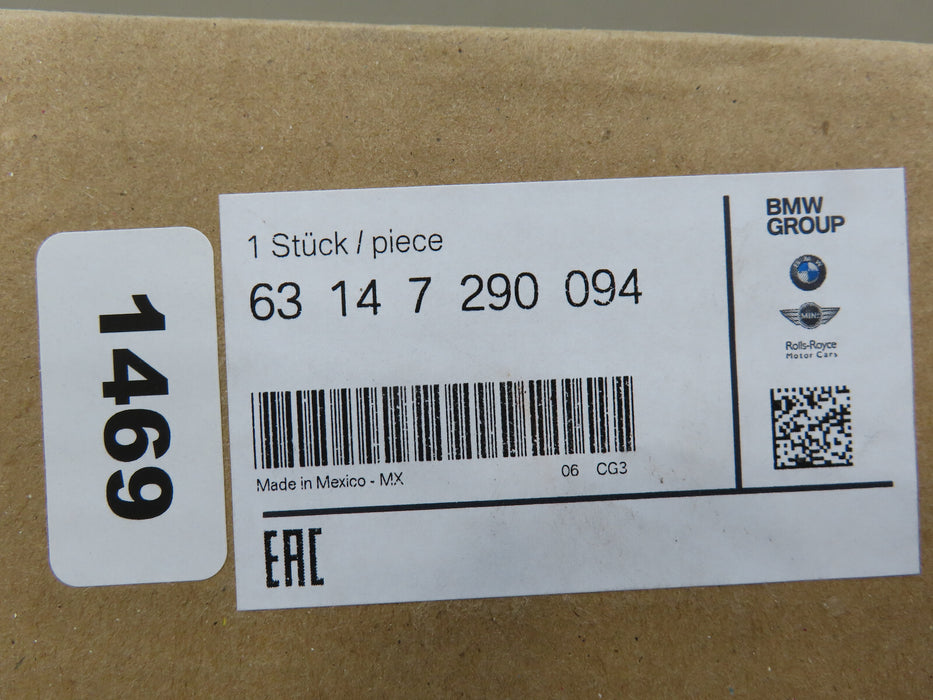 1469
1 Stück / piece
63 14 7 290 094
Made in Mexico - MX
06 CG3
EAC
BMW
GROUP
BMW
MINI
Rolls-Royce
Motor Cars